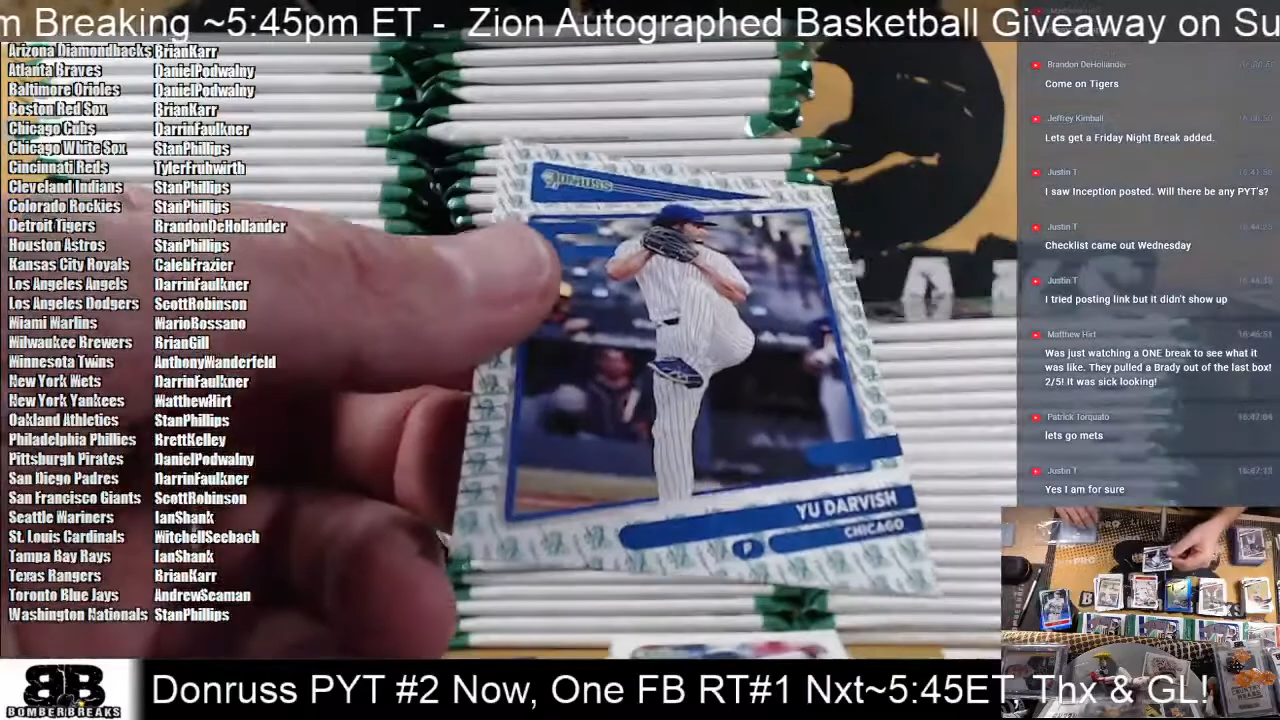 m Breaking ~5:45pm ET - Zion Autographed Basketball Giveaway on Su
Arizona Diamondbacks BrianKarr
Atlanta Braves DanielPodwalny
Baltimore Orioles DanielPodwalny
Boston Red Sox BrianKarr
Chicago Cubs DarrinFaulkner
Chicago White Sox StanPhillips
Cincinnati Reds TylerFruhwirth
Cleveland Indians StanPhillips
Colorado Rockies StanPhillips
Detroit Tigers BrandonDeHollander
Houston Astros StanPhillips
Kansas City Royals CalebFrazier
Los Angeles Angels DarrinFaulkner
Los Angeles Dodgers ScottRobinson
Miami Marlins MarioRossano
Milwaukee Brewers BrianGill
Minnesota Twins AnthonyWanderfeld
New York Mets DarrinFaulkner
New York Yankees MatthewHirt
Oakland Athletics StanPhillips
Philadelphia Phillies BrettKelley
Pittsburgh Pirates DanielPodwalny
San Diego Padres DarrinFaulkner
San Francisco Giants ScottRobinson
Seattle Mariners IanShank
St. Louis Cardinals MitchellSeebach
Tampa Bay Rays IanShank
Texas Rangers BrianKarr
Toronto Blue Jays AndrewSeaman
Washington Nationals StanPhillips
DONRUSS
YU DARVISH
P CHICAGO
Brandon DeHollander
Come on Tigers
Jeffrey Kimball
Lets get a Friday Night Break added.
Justin T
I saw Inception posted. Will there be any PYT's?
Justin T
Checklist came out Wednesday
Justin T
I tried posting link but it didn't show up
Matthew Hirt
Was just watching a ONE break to see what it
was like. They pulled a Brady out of the last box!
2/5! It was sick looking!
Patrick Torquato
lets go mets
Justin T
Yes I am for sure
BB
BOMBERBREAKS
Donruss PYT #2 Now, One FB RT#1 Nxt~5:45ET, Thx & GL!